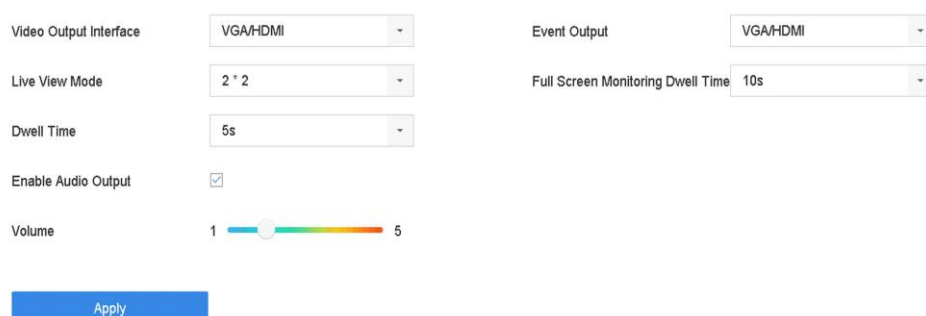 Video Output Interface VGA/HDMI Event Output VGA/HDMI
Live View Mode 2 * 2 Full Screen Monitoring Dwell Time 10s
Dwell Time 5s
Enable Audio Output
Volume 1 5
Apply